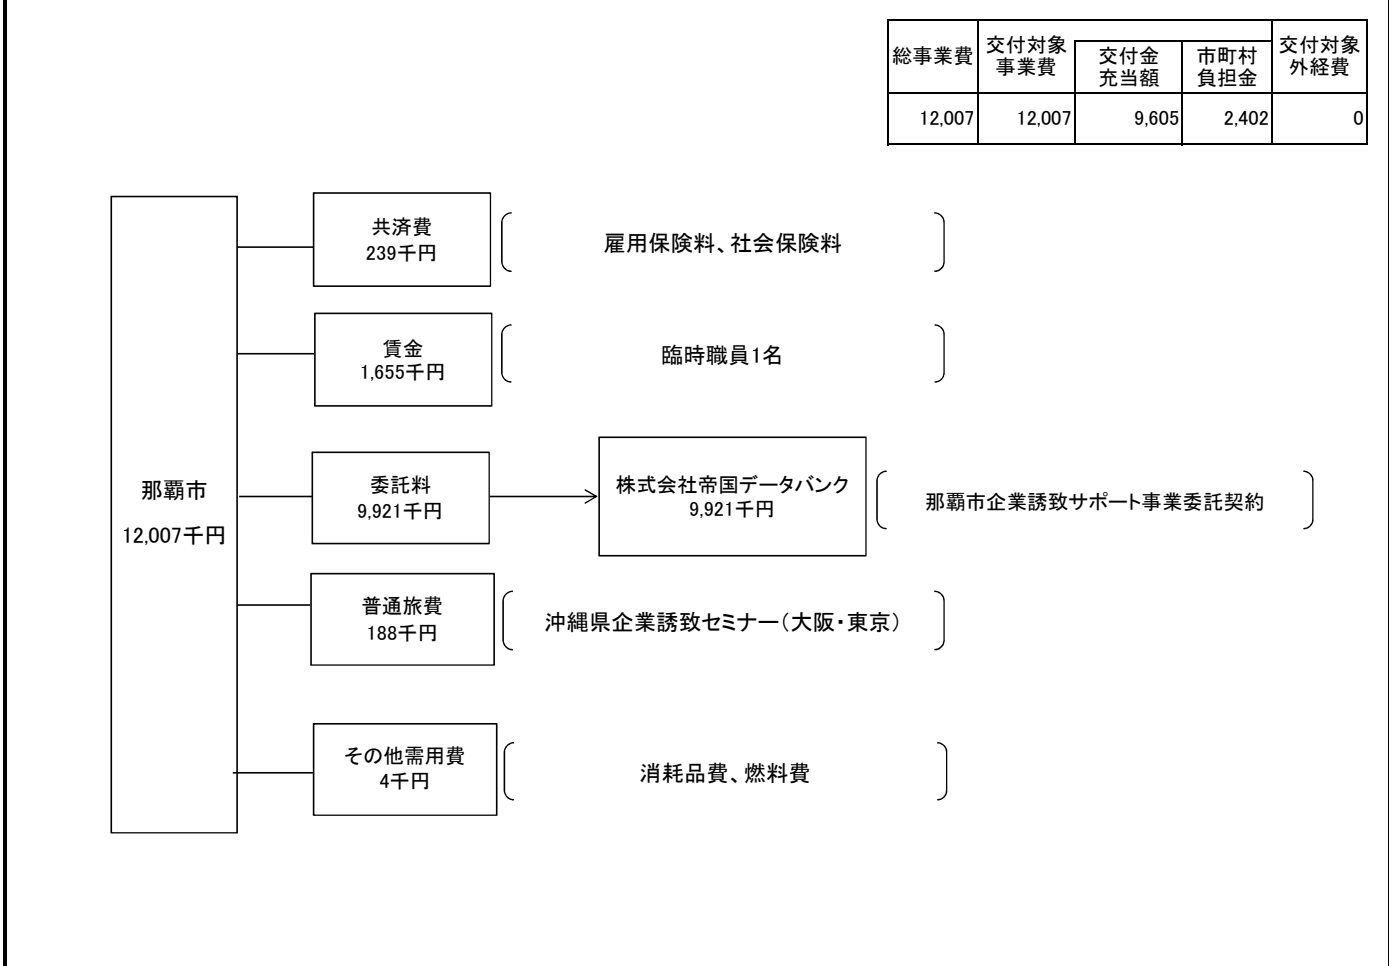 総事業費
交付対象
事業費
交付金
充当額
市町村
負担金
交付対象
外経費
12,007
12,007
9,605
2,402
0
那覇市
12,007千円
共済費
239千円
雇用保険料、社会保険料
賃金
1,655千円
臨時職員1名
委託料
9,921千円
株式会社帝国データバンク
9,921千円
那覇市企業誘致サポート事業委託契約
普通旅費
188千円
沖縄県企業誘致セミナー(大阪・東京)
その他需用費
4千円
消耗品費、燃料費